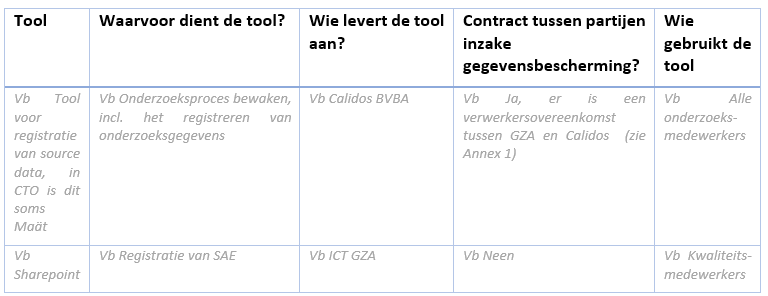 Tool
Waarvoor dient de tool?
Wie levert de tool
aan?
Contract tussen partijen
inzake
gegevensbescherming?
Wie
gebruikt de
tool
Vb Tool
voor
registratie
van source
data, in
CTO is dit
soms
Maät
Vb Onderzoeksproces bewaken,
incl. het registreren van
onderzoeksgegevens
Vb Calidos BVBA
Vb Ja, er is een
verwerkersovereenkomst
tussen GZA en Calidos (zie
Annex 1)
Vb Alle
onderzoeks-
medewerkers
Vb
Sharepoint
Vb Registratie van SAE
Vb ICT GZA
Vb Neen
Vb Kwaliteits-
medewerkers